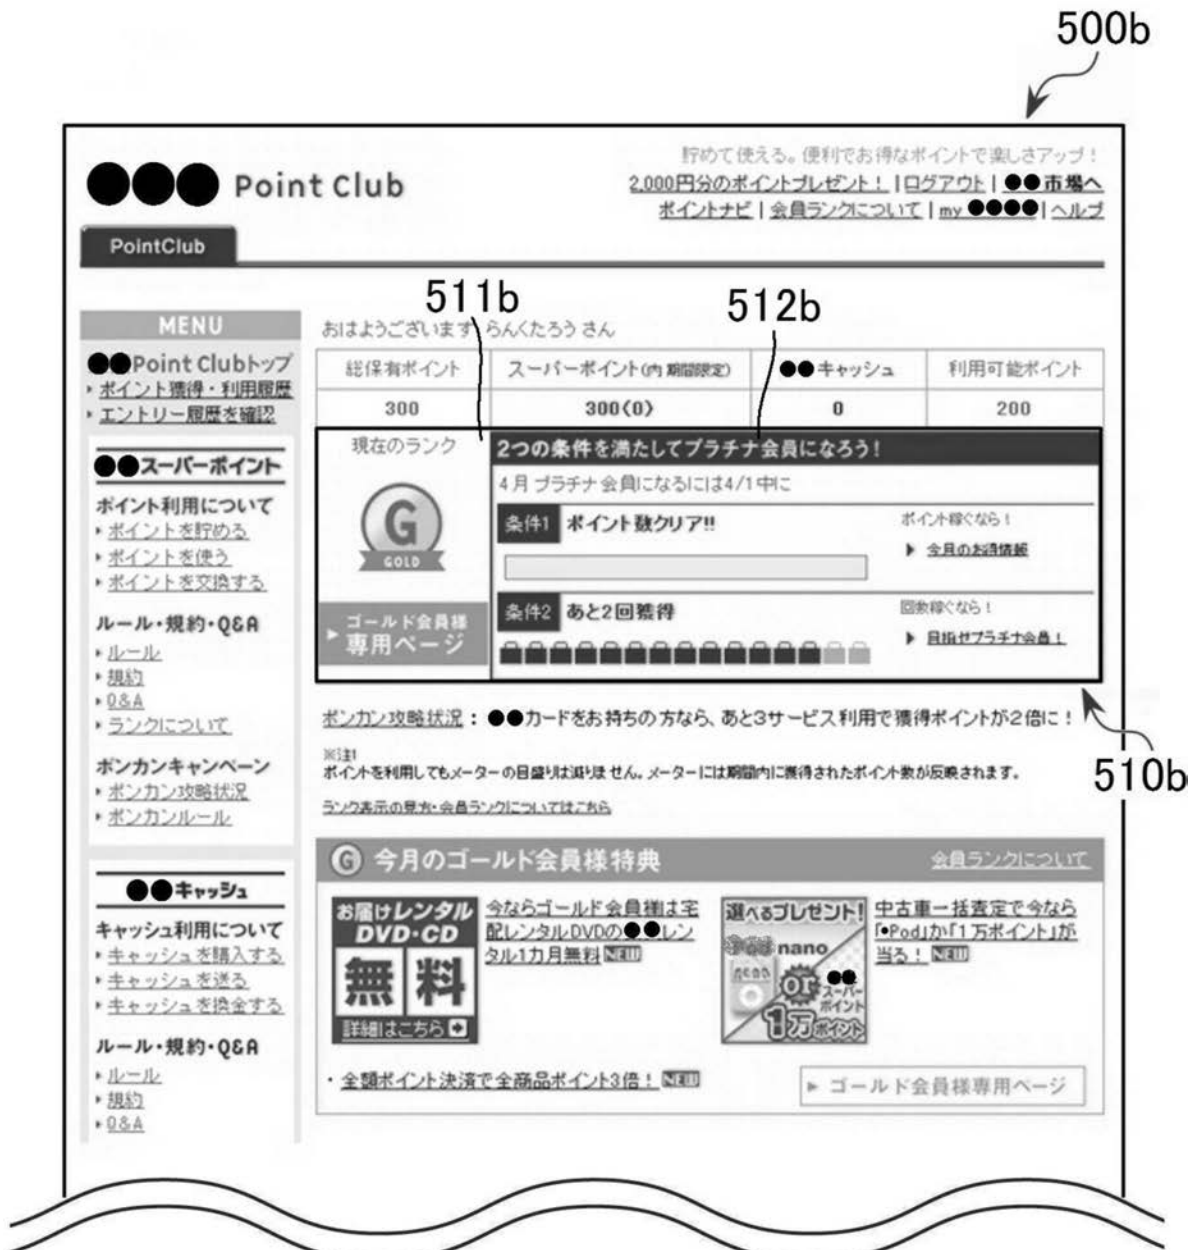 500b
●●● Point Club
貯めて使える。便利でお得なポイントで楽しさアップ！
2,000円分のポイントプレゼント！ | ログアウト | ●●市場へ
ポイントナビ | 会員ランクについて | my ●●●● | ヘルプ
PointClub
511b
512b
MENU
●●Point Clubトップ
ポイント獲得・利用履歴
エントリー履歴を確認
●●スーパーポイント
ポイント利用について
ポイントを貯める
ポイントを使う
ポイントを交換する
ルール・規約・Q&A
ルール
規約
Q&A
ランクについて
ポンカンキャンペーン
ポンカン攻略状況
ポンカンルール
●●キャッシュ
キャッシュ利用について
キャッシュを購入する
キャッシュを送る
キャッシュを換金する
ルール・規約・Q&A
ルール
規約
Q&A
おはようございます らんくたろう さん
総保有ポイント スーパーポイント(内 期間限定) ●●キャッシュ 利用可能ポイント
300 300(0) 0 200
現在のランク
G
GOLD
ゴールド会員様
専用ページ
2つの条件を満たしてプラチナ会員になろう！
4月 プラチナ会員になるには4/1中に
条件1 ポイント数クリア!!
ポイント稼ぐなら！
今月のお得情報
条件2 あと2回獲得
回数稼ぐなら！
目指せプラチナ会員！
510b
ポンカン攻略状況：●●カードをお持ちの方なら、あと3サービス利用で獲得ポイントが2倍に！
※注1
ポイントを利用してもメーターの目盛りは減りません。メーターには期間内に獲得されたポイント数が反映されます。
ランク表示の見方・会員ランクについてはこちら
G 今月のゴールド会員様特典
会員ランクについて
お届けレンタル
DVD・CD
無料
詳細はこちら
今ならゴールド会員様は宅
配レンタルDVDの●●レン
タル1カ月無料 NEW
選べるプレゼント！
nano
or
●●
スーパー
ポイント
1万ポイント
中古車一括査定で今なら
「●Pod」か「1万ポイント」が
当る！ NEW
・全額ポイント決済で全商品ポイント3倍！ NEW
ゴールド会員様専用ページ